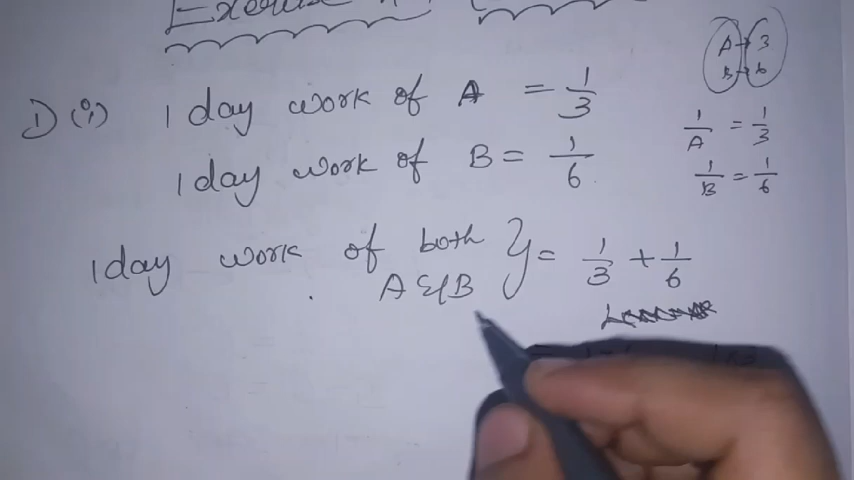 Exercise
A → 3
B → 6
1) (i) 1 day work of A = 1/3
1/A = 1/3
1 day work of B = 1/6
1/B = 1/6
1 day work of both A & B } = 1/3 + 1/6